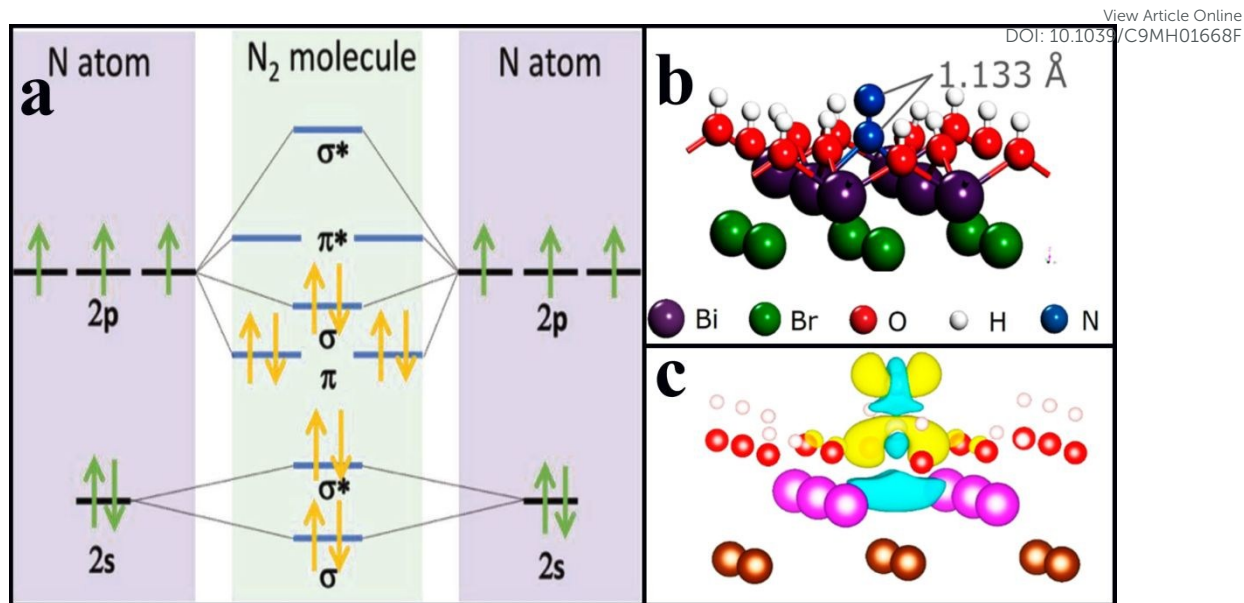 View Article Online
DOI: 10.1039/C9MH01668F
a
N atom
N₂ molecule
N atom
σ*
π*
2p
σ
2p
π
σ*
2s
σ
2s
b
1.133 Å
Bi
Br
O
H
N
c